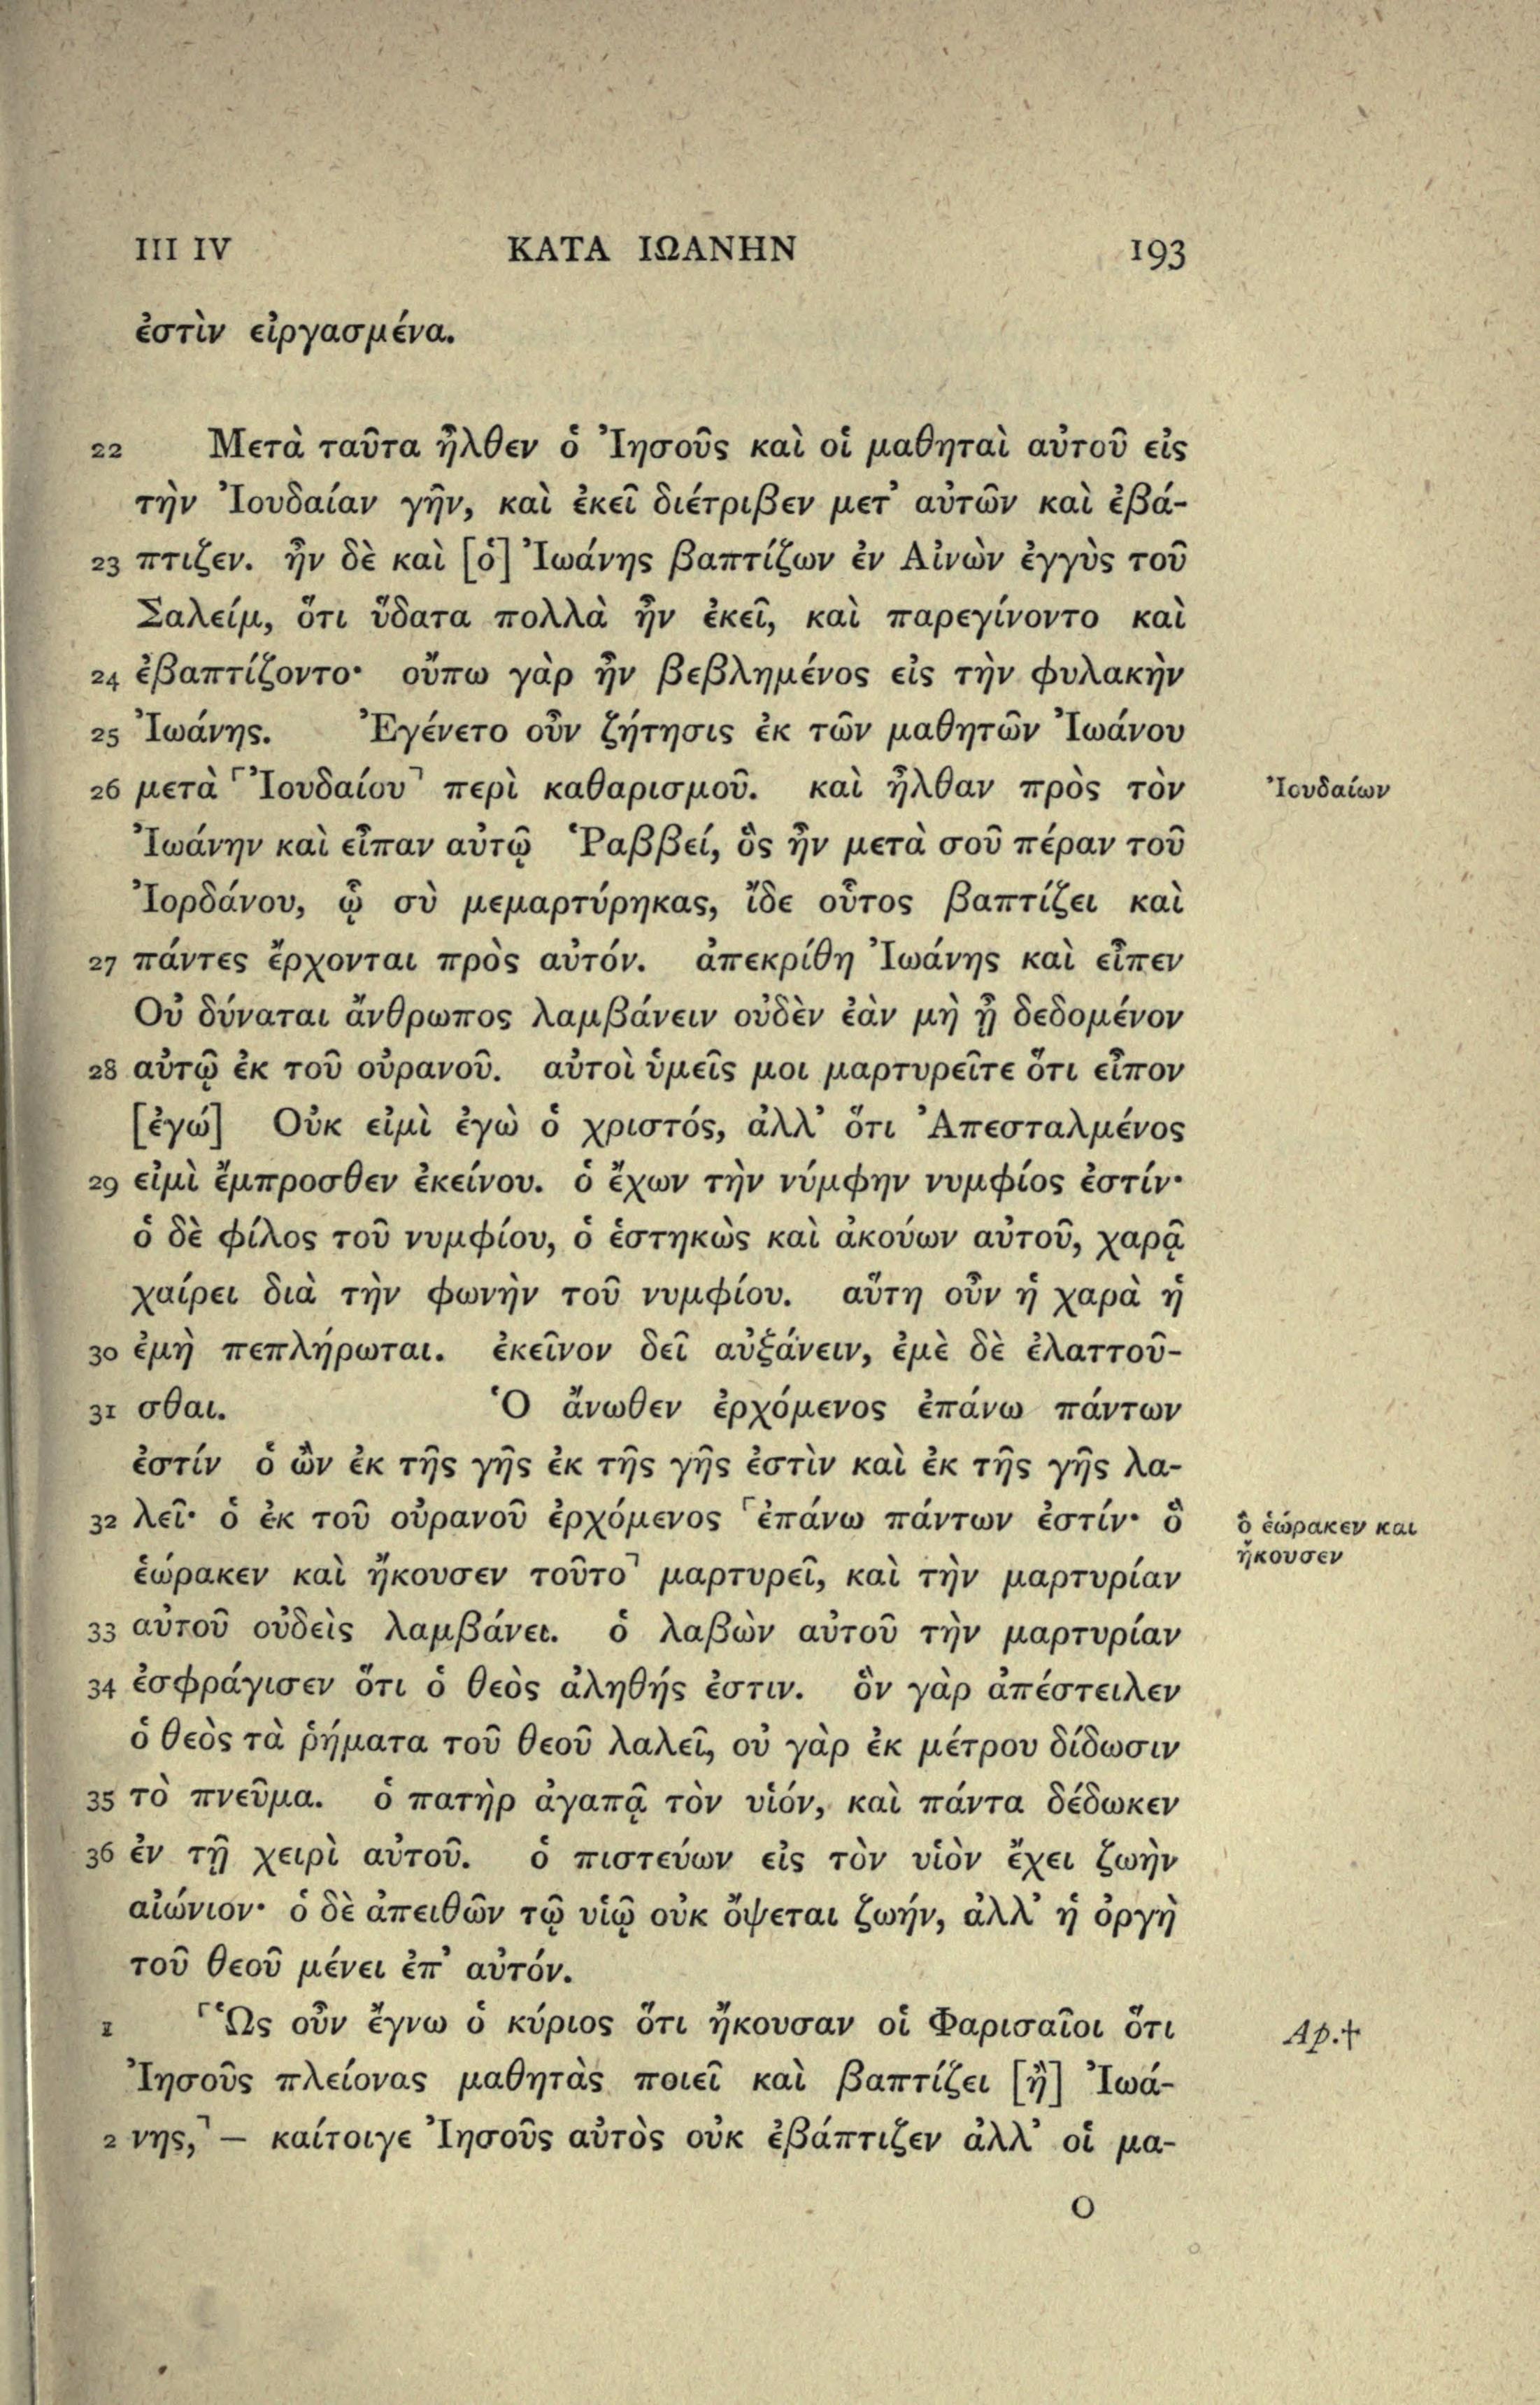 III IV ΚΑΤΑ ΙΩΑΝΗΝ 193
ἐστὶν εἰργασμένα.
22 Μετὰ ταῦτα ἦλθεν ὁ Ἰησοῦς καὶ οἱ μαθηταὶ αὐτοῦ εἰς
τὴν Ἰουδαίαν γῆν, καὶ ἐκεῖ διέτριβεν μετ’ αὐτῶν καὶ ἐβά-
23 πτιζεν. ἦν δὲ καὶ [ὁ] Ἰωάνης βαπτίζων ἐν Αἰνὼν ἐγγὺς τοῦ
Σαλείμ, ὅτι ὕδατα πολλὰ ἦν ἐκεῖ, καὶ παρεγίνοντο καὶ
24 ἐβαπτίζοντο· οὔπω γὰρ ἦν βεβλημένος εἰς τὴν φυλακὴν
25 Ἰωάνης. Ἐγένετο οὖν ζήτησις ἐκ τῶν μαθητῶν Ἰωάνου
26 μετὰ ⸀Ἰουδαίου⸣ περὶ καθαρισμοῦ. καὶ ἦλθαν πρὸς τὸν Ἰουδαίων
Ἰωάνην καὶ εἶπαν αὐτῷ Ῥαββεί, ὃς ἦν μετὰ σοῦ πέραν τοῦ
Ἰορδάνου, ᾧ σὺ μεμαρτύρηκας, ἴδε οὗτος βαπτίζει καὶ
27 πάντες ἔρχονται πρὸς αὐτόν. ἀπεκρίθη Ἰωάνης καὶ εἶπεν
Οὐ δύναται ἄνθρωπος λαμβάνειν οὐδὲν ἐὰν μὴ ᾖ δεδομένον
28 αὐτῷ ἐκ τοῦ οὐρανοῦ. αὐτοὶ ὑμεῖς μοι μαρτυρεῖτε ὅτι εἶπον
[ἐγώ] Οὐκ εἰμὶ ἐγὼ ὁ χριστός, ἀλλ’ ὅτι Ἀπεσταλμένος
29 εἰμὶ ἔμπροσθεν ἐκείνου. ὁ ἔχων τὴν νύμφην νυμφίος ἐστίν·
ὁ δὲ φίλος τοῦ νυμφίου, ὁ ἑστηκὼς καὶ ἀκούων αὐτοῦ, χαρᾷ
χαίρει διὰ τὴν φωνὴν τοῦ νυμφίου. αὕτη οὖν ἡ χαρὰ ἡ
30 ἐμὴ πεπλήρωται. ἐκεῖνον δεῖ αὐξάνειν, ἐμὲ δὲ ἐλαττοῦ-
31 σθαι. Ὁ ἄνωθεν ἐρχόμενος ἐπάνω πάντων
ἐστίν ὁ ὢν ἐκ τῆς γῆς ἐκ τῆς γῆς ἐστὶν καὶ ἐκ τῆς γῆς λα-
32 λεῖ· ὁ ἐκ τοῦ οὐρανοῦ ἐρχόμενος ⸀ἐπάνω πάντων ἐστίν· ὃ ὃ ἑώρακεν και
ἑώρακεν καὶ ἤκουσεν τοῦτο⸣ μαρτυρεῖ, καὶ τὴν μαρτυρίαν ἤκουσεν
33 αὐτοῦ οὐδεὶς λαμβάνει. ὁ λαβὼν αὐτοῦ τὴν μαρτυρίαν
34 ἐσφράγισεν ὅτι ὁ θεὸς ἀληθής ἐστιν. ὃν γὰρ ἀπέστειλεν
ὁ θεὸς τὰ ῥήματα τοῦ θεοῦ λαλεῖ, οὐ γὰρ ἐκ μέτρου δίδωσιν
35 τὸ πνεῦμα. ὁ πατὴρ ἀγαπᾷ τὸν υἱόν, καὶ πάντα δέδωκεν
36 ἐν τῇ χειρὶ αὐτοῦ. ὁ πιστεύων εἰς τὸν υἱὸν ἔχει ζωὴν
αἰώνιον· ὁ δὲ ἀπειθῶν τῷ υἱῷ οὐκ ὄψεται ζωήν, ἀλλ’ ἡ ὀργὴ
τοῦ θεοῦ μένει ἐπ’ αὐτόν.
1 ⸀Ὡς οὖν ἔγνω ὁ κύριος ὅτι ἤκουσαν οἱ Φαρισαῖοι ὅτι Ap.†
Ἰησοῦς πλείονας μαθητὰς ποιεῖ καὶ βαπτίζει [ἢ] Ἰωά-
2 νης,⸣ — καίτοιγε Ἰησοῦς αὐτὸς οὐκ ἐβάπτιζεν ἀλλ’ οἱ μα-
O